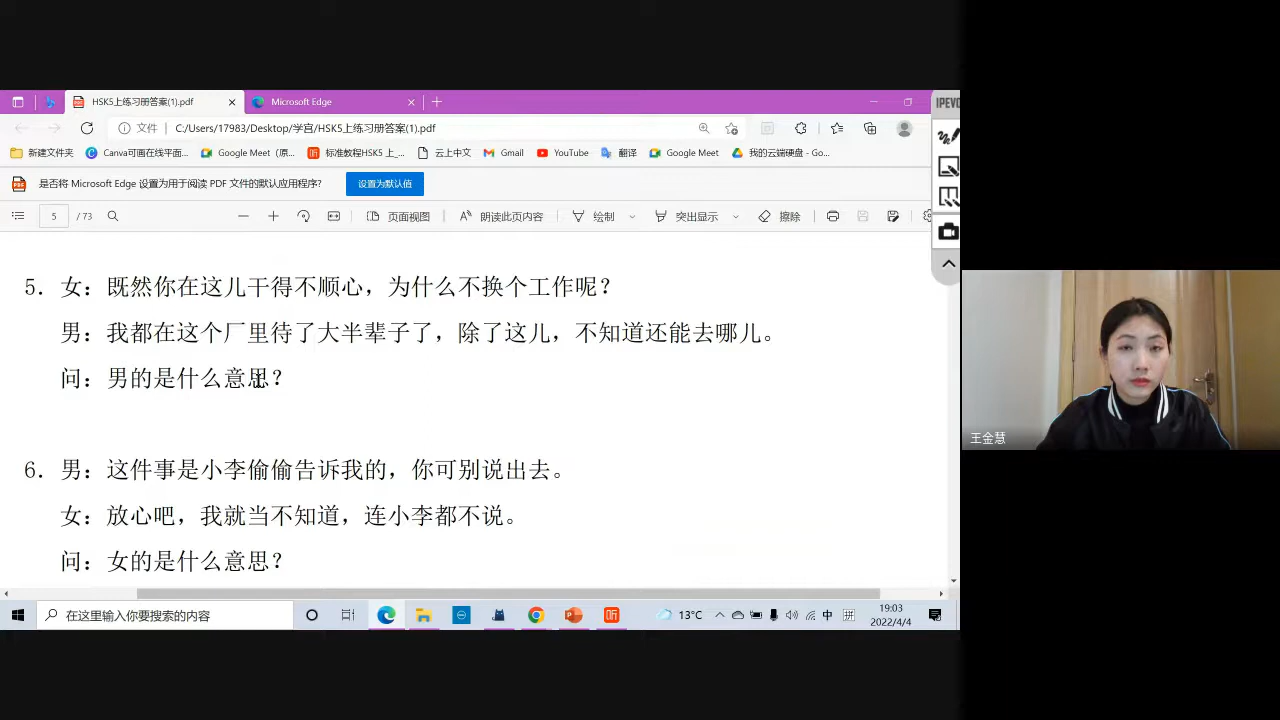 HSK5上练习册答案(1).pdf
Microsoft Edge
IPEVO
文件
C:/Users/17983/Desktop/学宫/HSK5上练习册答案(1).pdf
新建文件夹
Canva可画在线平面...
Google Meet（原...
标准教程HSK5 上_...
云上中文
Gmail
YouTube
翻译
Google Meet
我的云端硬盘 - Go...
是否将 Microsoft Edge 设置为用于阅读 PDF 文件的默认应用程序?
设置为默认值
5 / 73
页面视图
朗读此页内容
绘制
突出显示
擦除
5. 女：既然你在这儿干得不顺心，为什么不换个工作呢？
男：我都在这个厂里待了大半辈子了，除了这儿，不知道还能去哪儿。
问：男的是什么意思？
6. 男：这件事是小李偷偷告诉我的，你可别说出去。
女：放心吧，我就当不知道，连小李都不说。
问：女的是什么意思？
王金慧
在这里输入你要搜索的内容
13°C
中
拼
19:03
2022/4/4